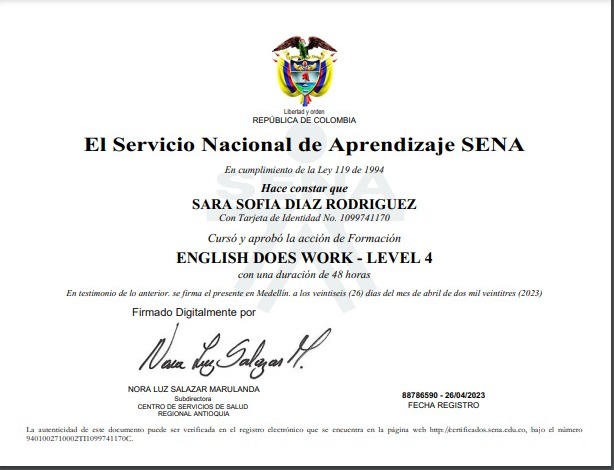 Libertad y orden
REPÚBLICA DE COLOMBIA
El Servicio Nacional de Aprendizaje SENA
En cumplimiento de la Ley 119 de 1994
SENA
Hace constar que
SARA SOFIA DIAZ RODRIGUEZ
Con Tarjeta de Identidad No. 1099741170
Cursó y aprobó la acción de Formación
ENGLISH DOES WORK - LEVEL 4
con una duración de 48 horas
En testimonio de lo anterior. se firma el presente en Medellín. a los veintiseis (26) días del mes de abril de dos mil veintitres (2023)
Firmado Digitalmente por
Nora Luz Salazar M.
NORA LUZ SALAZAR MARULANDA
Subdirectora
CENTRO DE SERVICIOS DE SALUD
REGIONAL ANTIOQUIA
88786590 - 26/04/2023
FECHA REGISTRO
La autenticidad de este documento puede ser verificada en el registro electrónico que se encuentra en la página web http://certificados.sena.edu.co, bajo el número
9401002710002TI1099741170C.